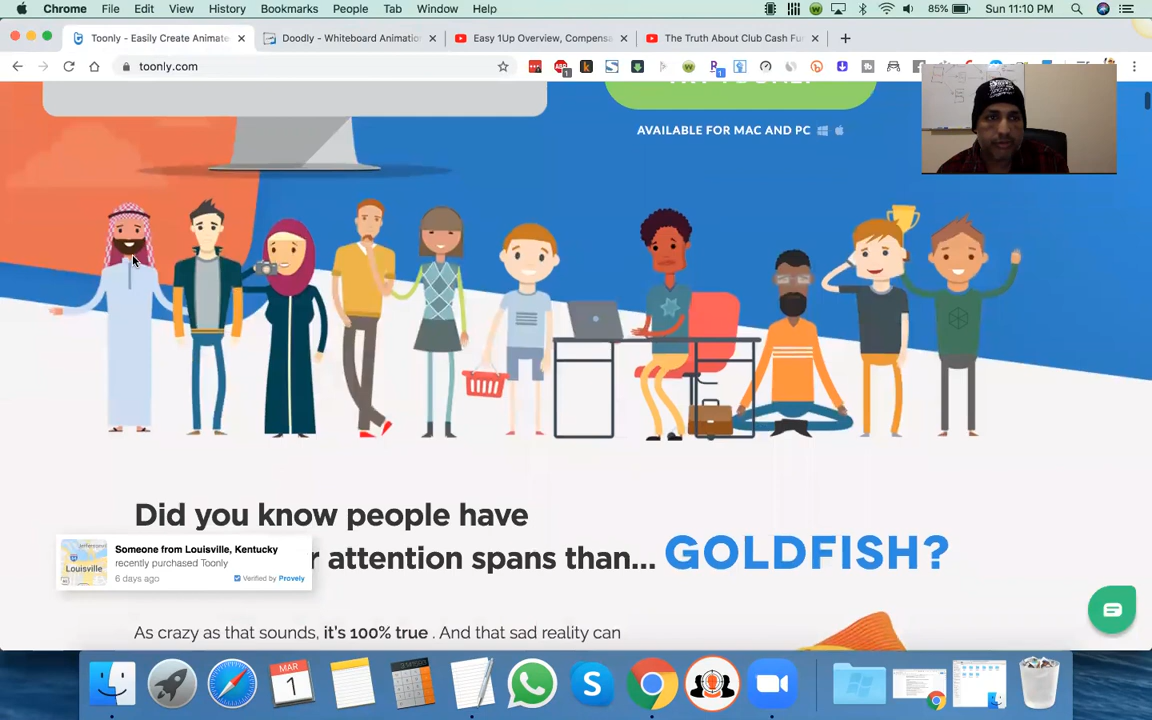 Chrome File Edit View History Bookmarks People Tab Window Help 85% Sun 11:10 PM
Toonly - Easily Create Animate Doodly - Whiteboard Animation Easy 1Up Overview, Compensa The Truth About Club Cash Fu
toonly.com
AVAILABLE FOR MAC AND PC
Did you know people have
attention spans than... GOLDFISH?
Someone from Louisville, Kentucky
recently purchased Toonly
6 days ago Verified by Provely
Louisville
As crazy as that sounds, it's 100% true . And that sad reality can
MAR
1